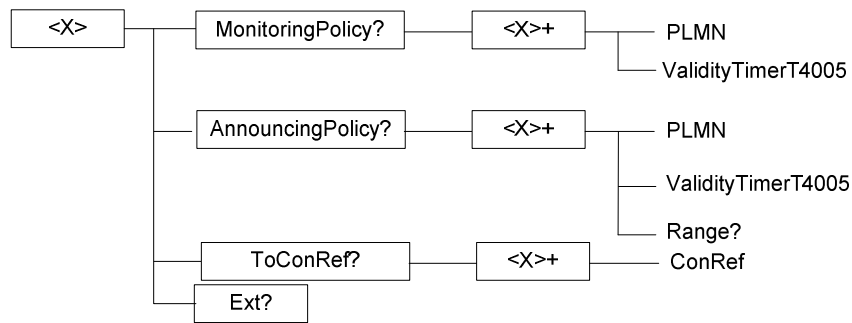 <X> MonitoringPolicy? <X>+ PLMN
ValidityTimerT4005
AnnouncingPolicy? <X>+ PLMN
ValidityTimerT4005
Range?
ToConRef? <X>+ ConRef
Ext?